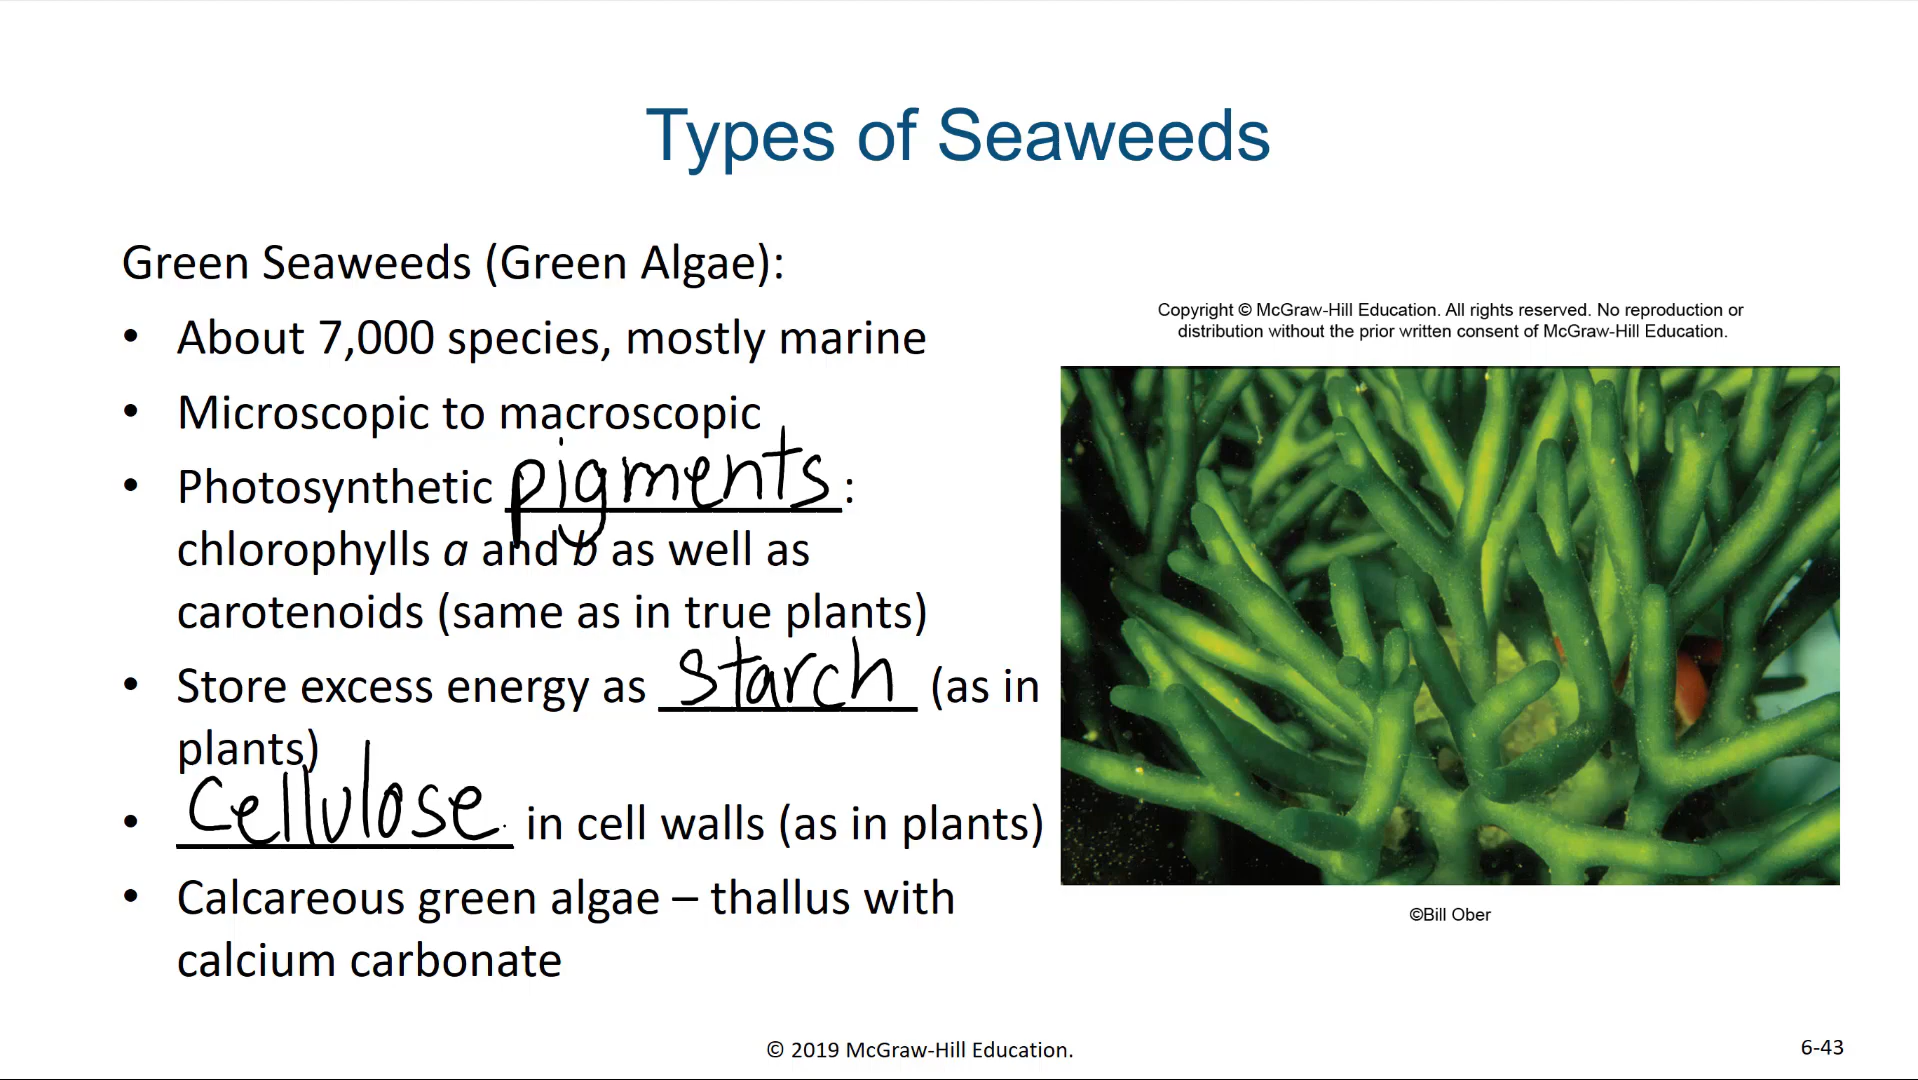 Types of Seaweeds
Green Seaweeds (Green Algae):
• About 7,000 species, mostly marine
• Microscopic to macroscopic
• Photosynthetic pigments:
chlorophylls a and b as well as
carotenoids (same as in true plants)
• Store excess energy as starch (as in
plants)
• Cellulose in cell walls (as in plants)
• Calcareous green algae – thallus with
calcium carbonate
Copyright © McGraw-Hill Education. All rights reserved. No reproduction or
distribution without the prior written consent of McGraw-Hill Education.
©Bill Ober
© 2019 McGraw-Hill Education.
6-43